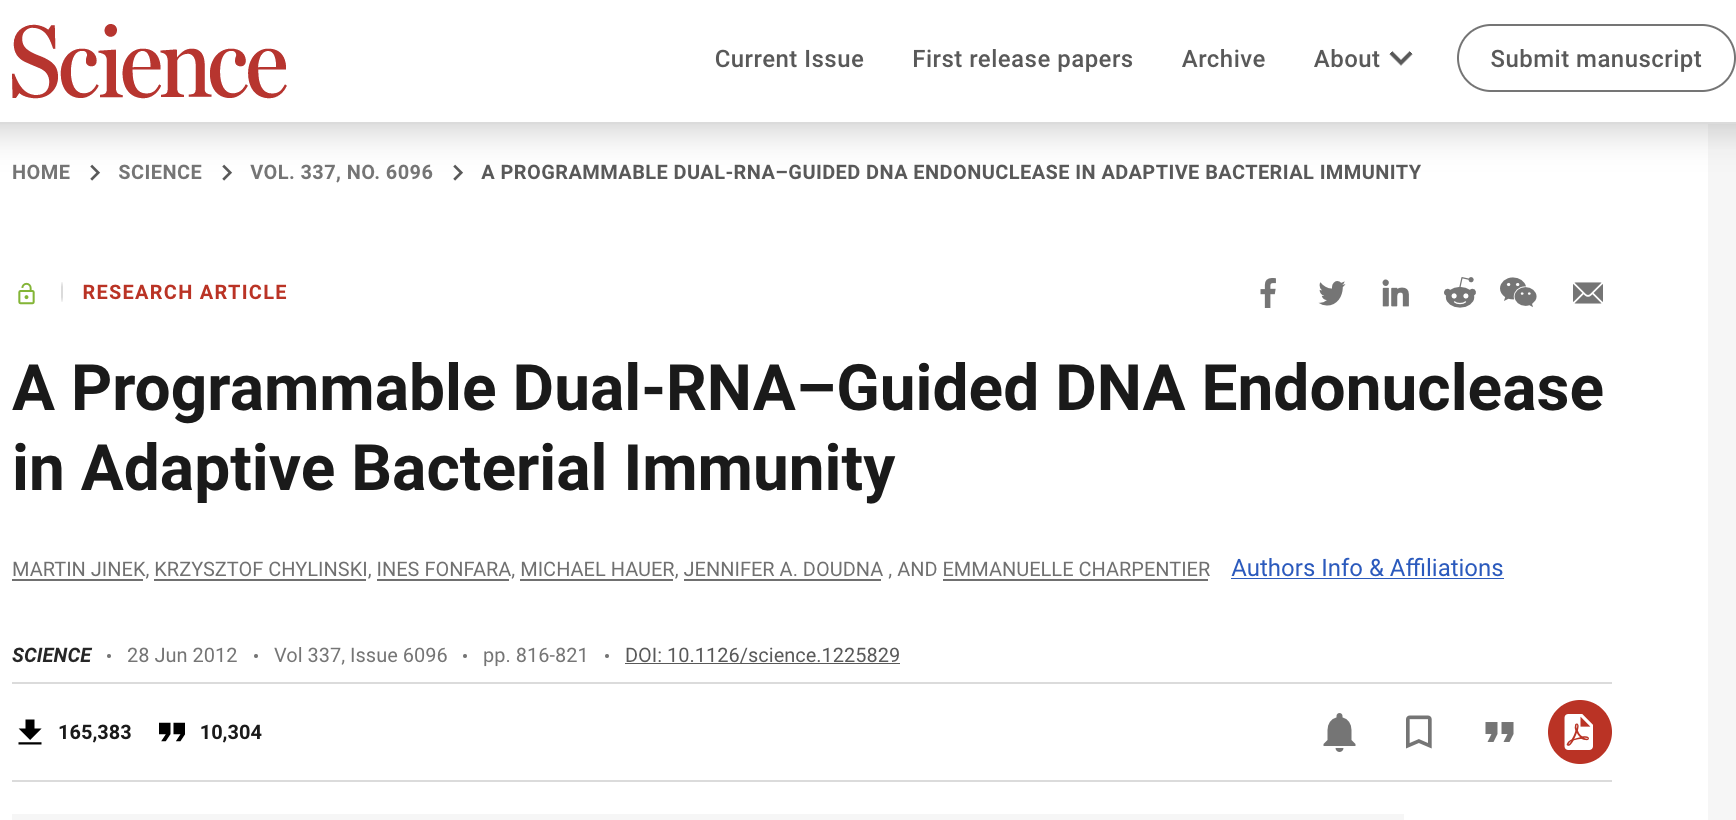 Science
Current Issue First release papers Archive About Submit manuscript
HOME SCIENCE VOL. 337, NO. 6096 A PROGRAMMABLE DUAL-RNA–GUIDED DNA ENDONUCLEASE IN ADAPTIVE BACTERIAL IMMUNITY
RESEARCH ARTICLE
A Programmable Dual-RNA–Guided DNA Endonuclease
in Adaptive Bacterial Immunity
MARTIN JINEK, KRZYSZTOF CHYLINSKI, INES FONFARA, MICHAEL HAUER, JENNIFER A. DOUDNA , AND EMMANUELLE CHARPENTIER Authors Info & Affiliations
SCIENCE • 28 Jun 2012 • Vol 337, Issue 6096 • pp. 816-821 • DOI: 10.1126/science.1225829
165,383 10,304